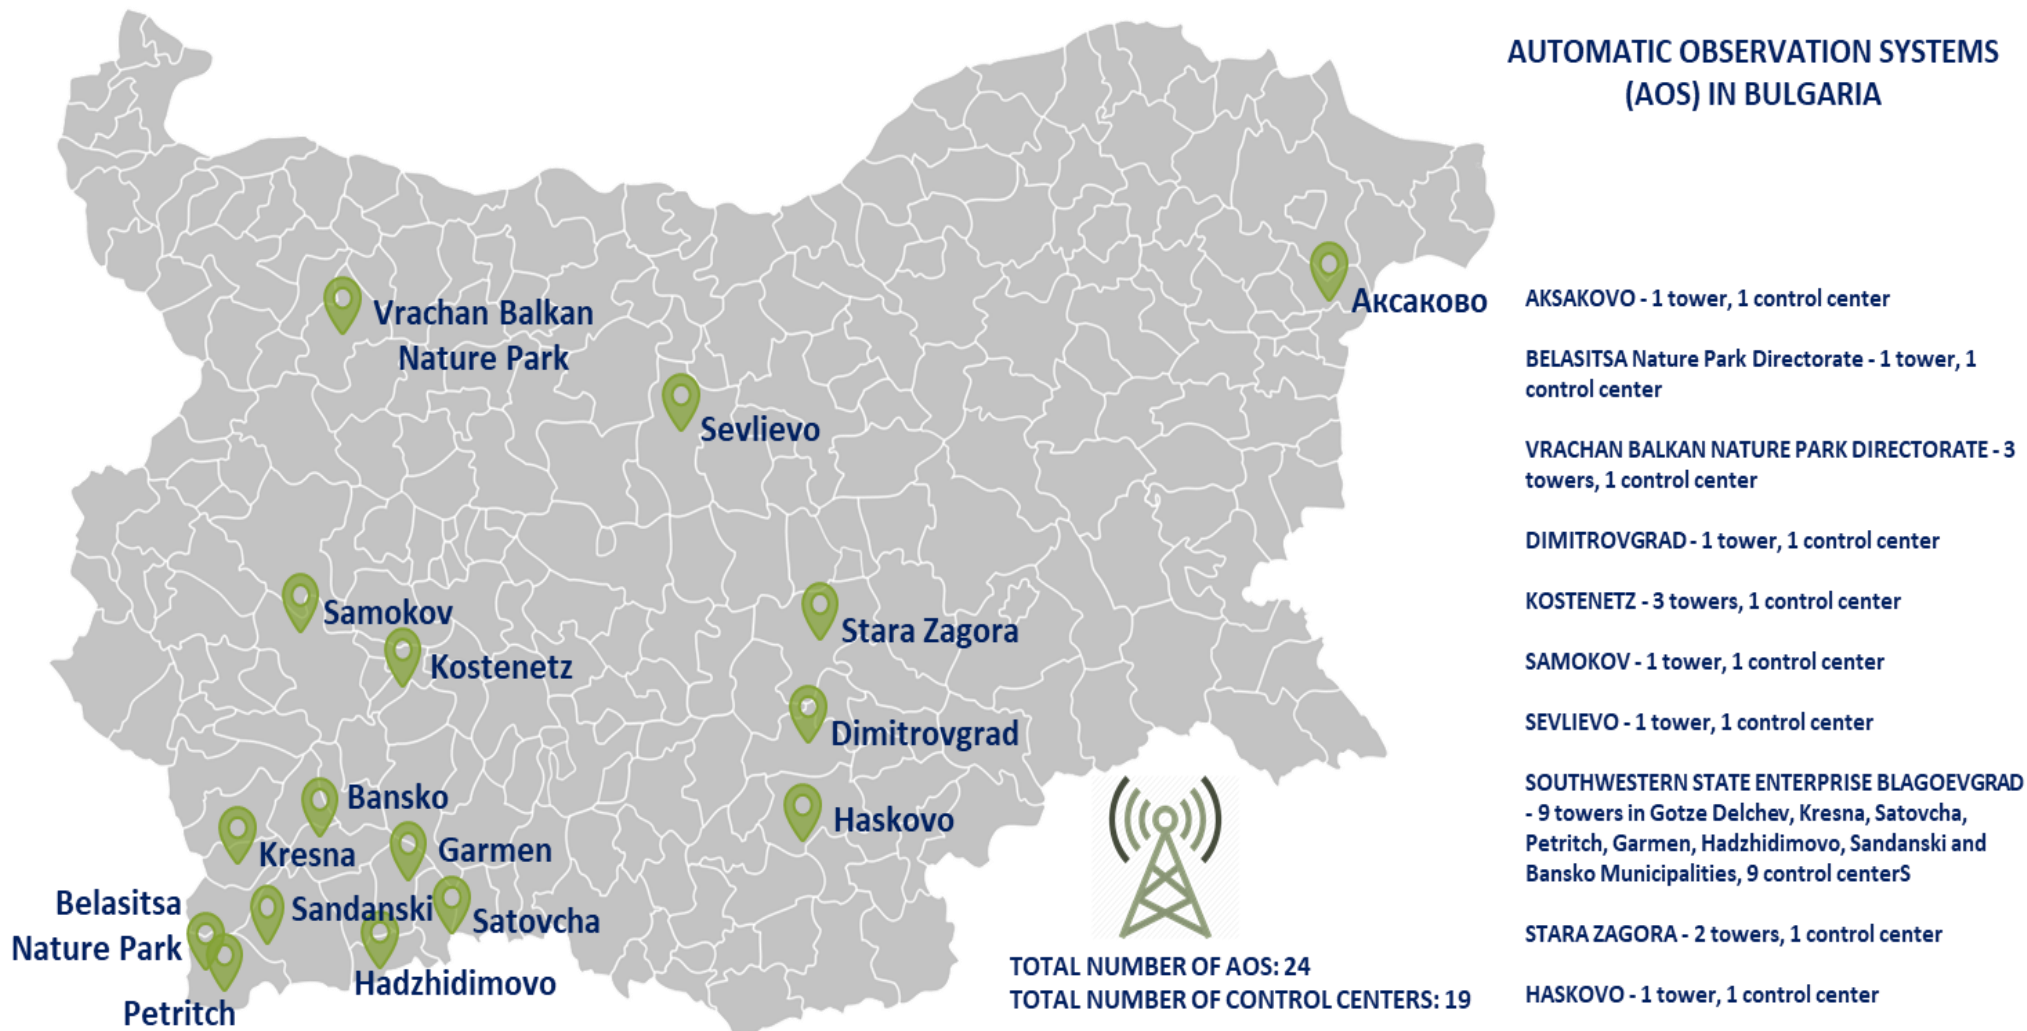 AUTOMATIC OBSERVATION SYSTEMS
(AOS) IN BULGARIA
Vrachan Balkan
Nature Park
Sevlievo
Аксаково
Samokov
Kostenetz
Stara Zagora
Dimitrovgrad
Haskovo
Bansko
Kresna
Garmen
Belasitsa
Nature Park
Sandanski
Satovcha
Hadzhidimovo
Petritch
AKSAKOVO - 1 tower, 1 control center
BELASITSA Nature Park Directorate - 1 tower, 1
control center
VRACHAN BALKAN NATURE PARK DIRECTORATE - 3
towers, 1 control center
DIMITROVGRAD - 1 tower, 1 control center
KOSTENETZ - 3 towers, 1 control center
SAMOKOV - 1 tower, 1 control center
SEVLIEVO - 1 tower, 1 control center
SOUTHWESTERN STATE ENTERPRISE BLAGOEVGRAD
- 9 towers in Gotze Delchev, Kresna, Satovcha,
Petritch, Garmen, Hadzhidimovo, Sandanski and
Bansko Municipalities, 9 control centerS
STARA ZAGORA - 2 towers, 1 control center
HASKOVO - 1 tower, 1 control center
TOTAL NUMBER OF AOS: 24
TOTAL NUMBER OF CONTROL CENTERS: 19